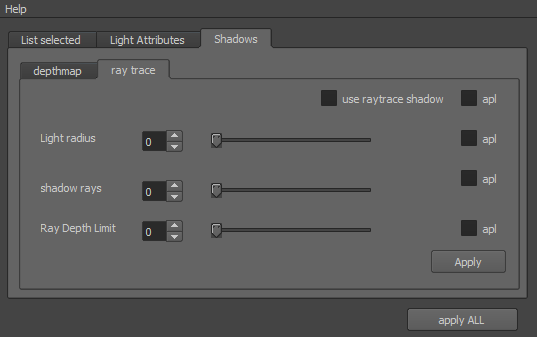 Help
List selected Light Attributes Shadows
depthmap ray trace
use raytrace shadow apl
Light radius 0 apl
shadow rays 0 apl
Ray Depth Limit 0 apl
Apply
apply ALL